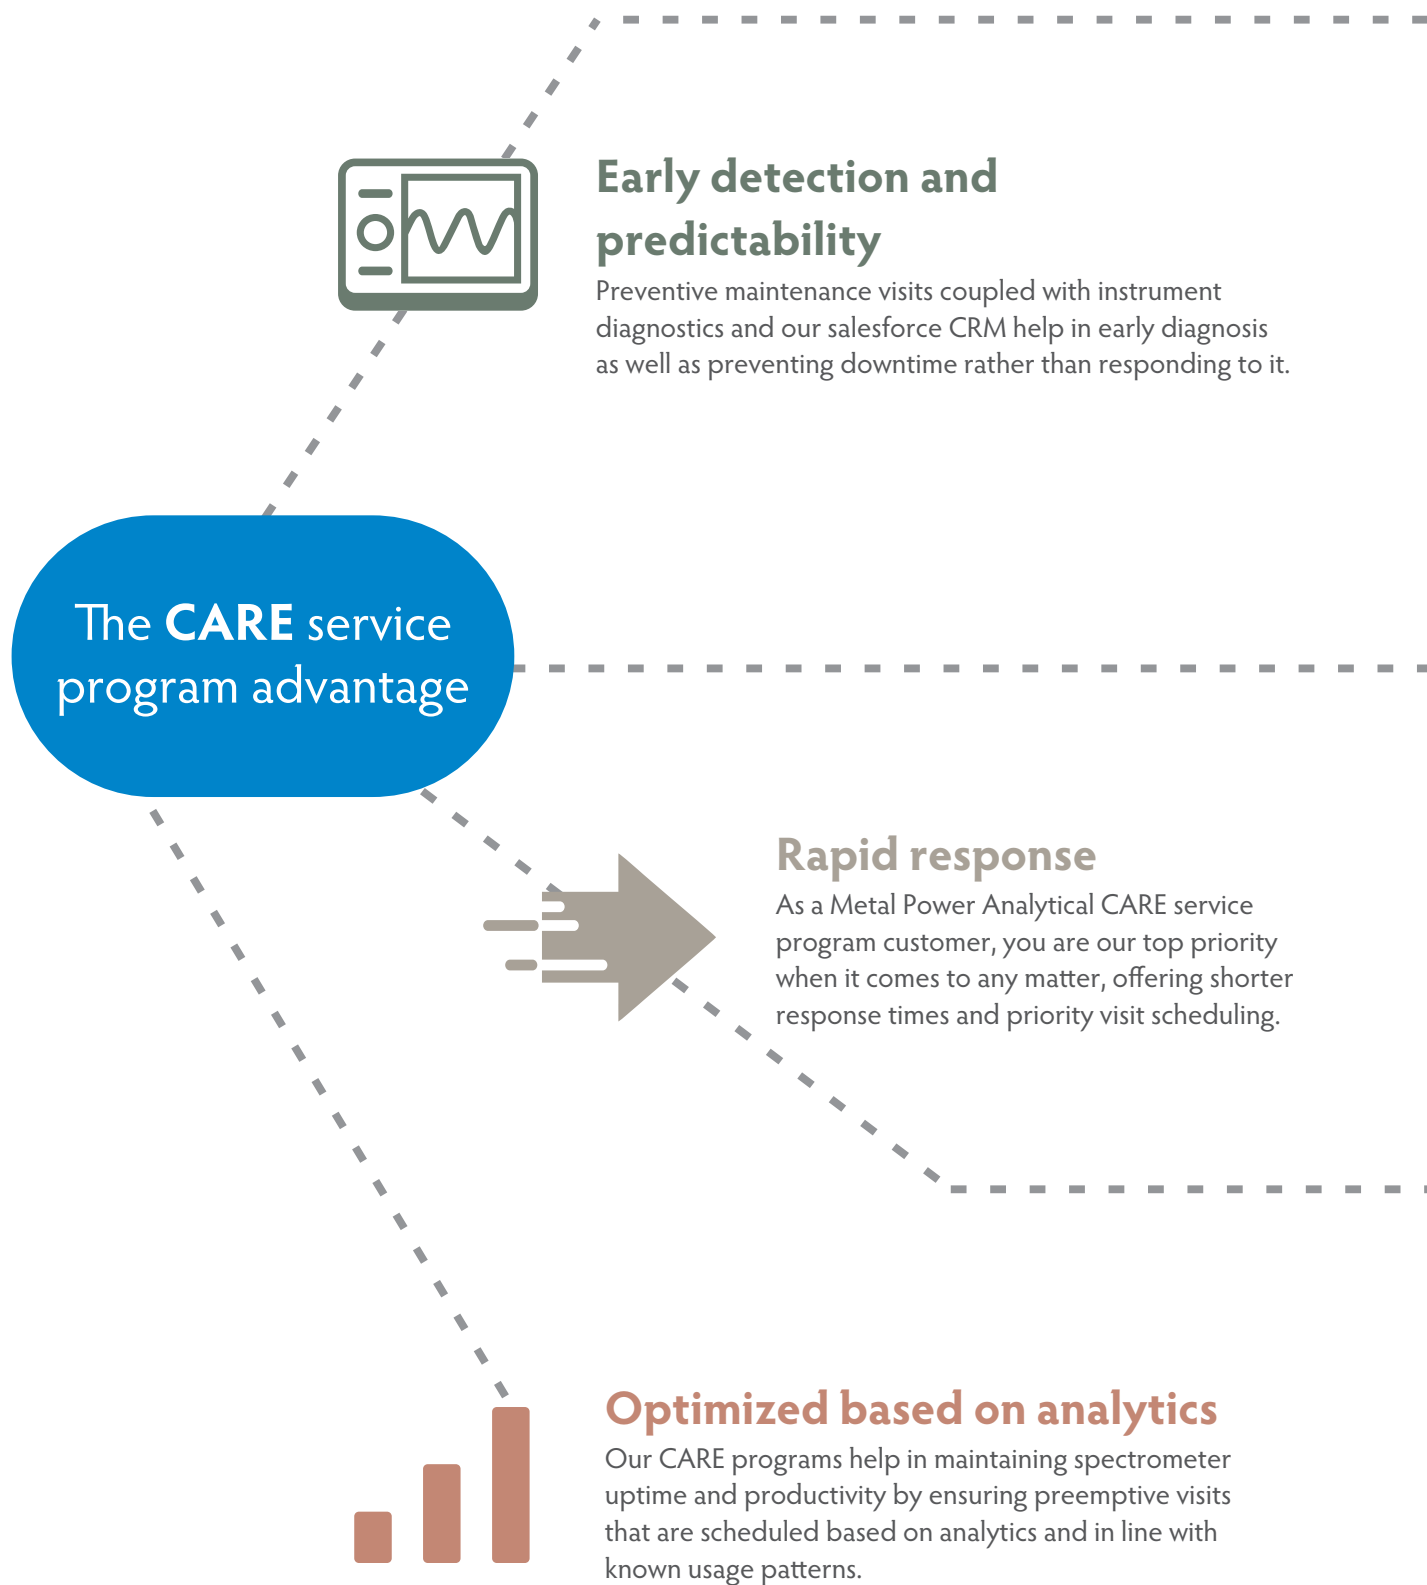 Early detection and
predictability
Preventive maintenance visits coupled with instrument
diagnostics and our salesforce CRM help in early diagnosis
as well as preventing downtime rather than responding to it.
The CARE service
program advantage
Rapid response
As a Metal Power Analytical CARE service
program customer, you are our top priority
when it comes to any matter, offering shorter
response times and priority visit scheduling.
Optimized based on analytics
Our CARE programs help in maintaining spectrometer
uptime and productivity by ensuring preemptive visits
that are scheduled based on analytics and in line with
known usage patterns.